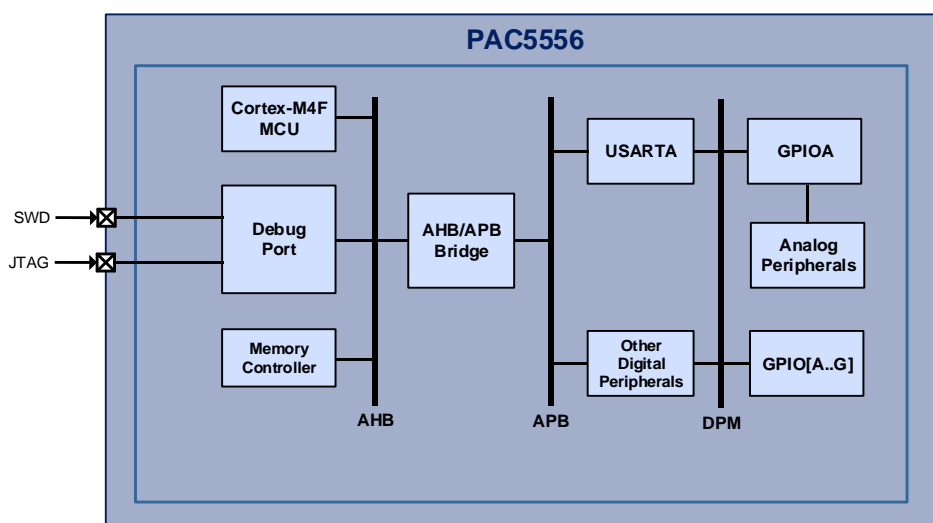 PAC5556
Cortex-M4F
MCU
USARTA
GPIOA
SWD
JTAG
Debug
Port
AHB/APB
Bridge
Analog
Peripherals
Memory
Controller
Other
Digital
Peripherals
GPIO[A..G]
AHB
APB
DPM